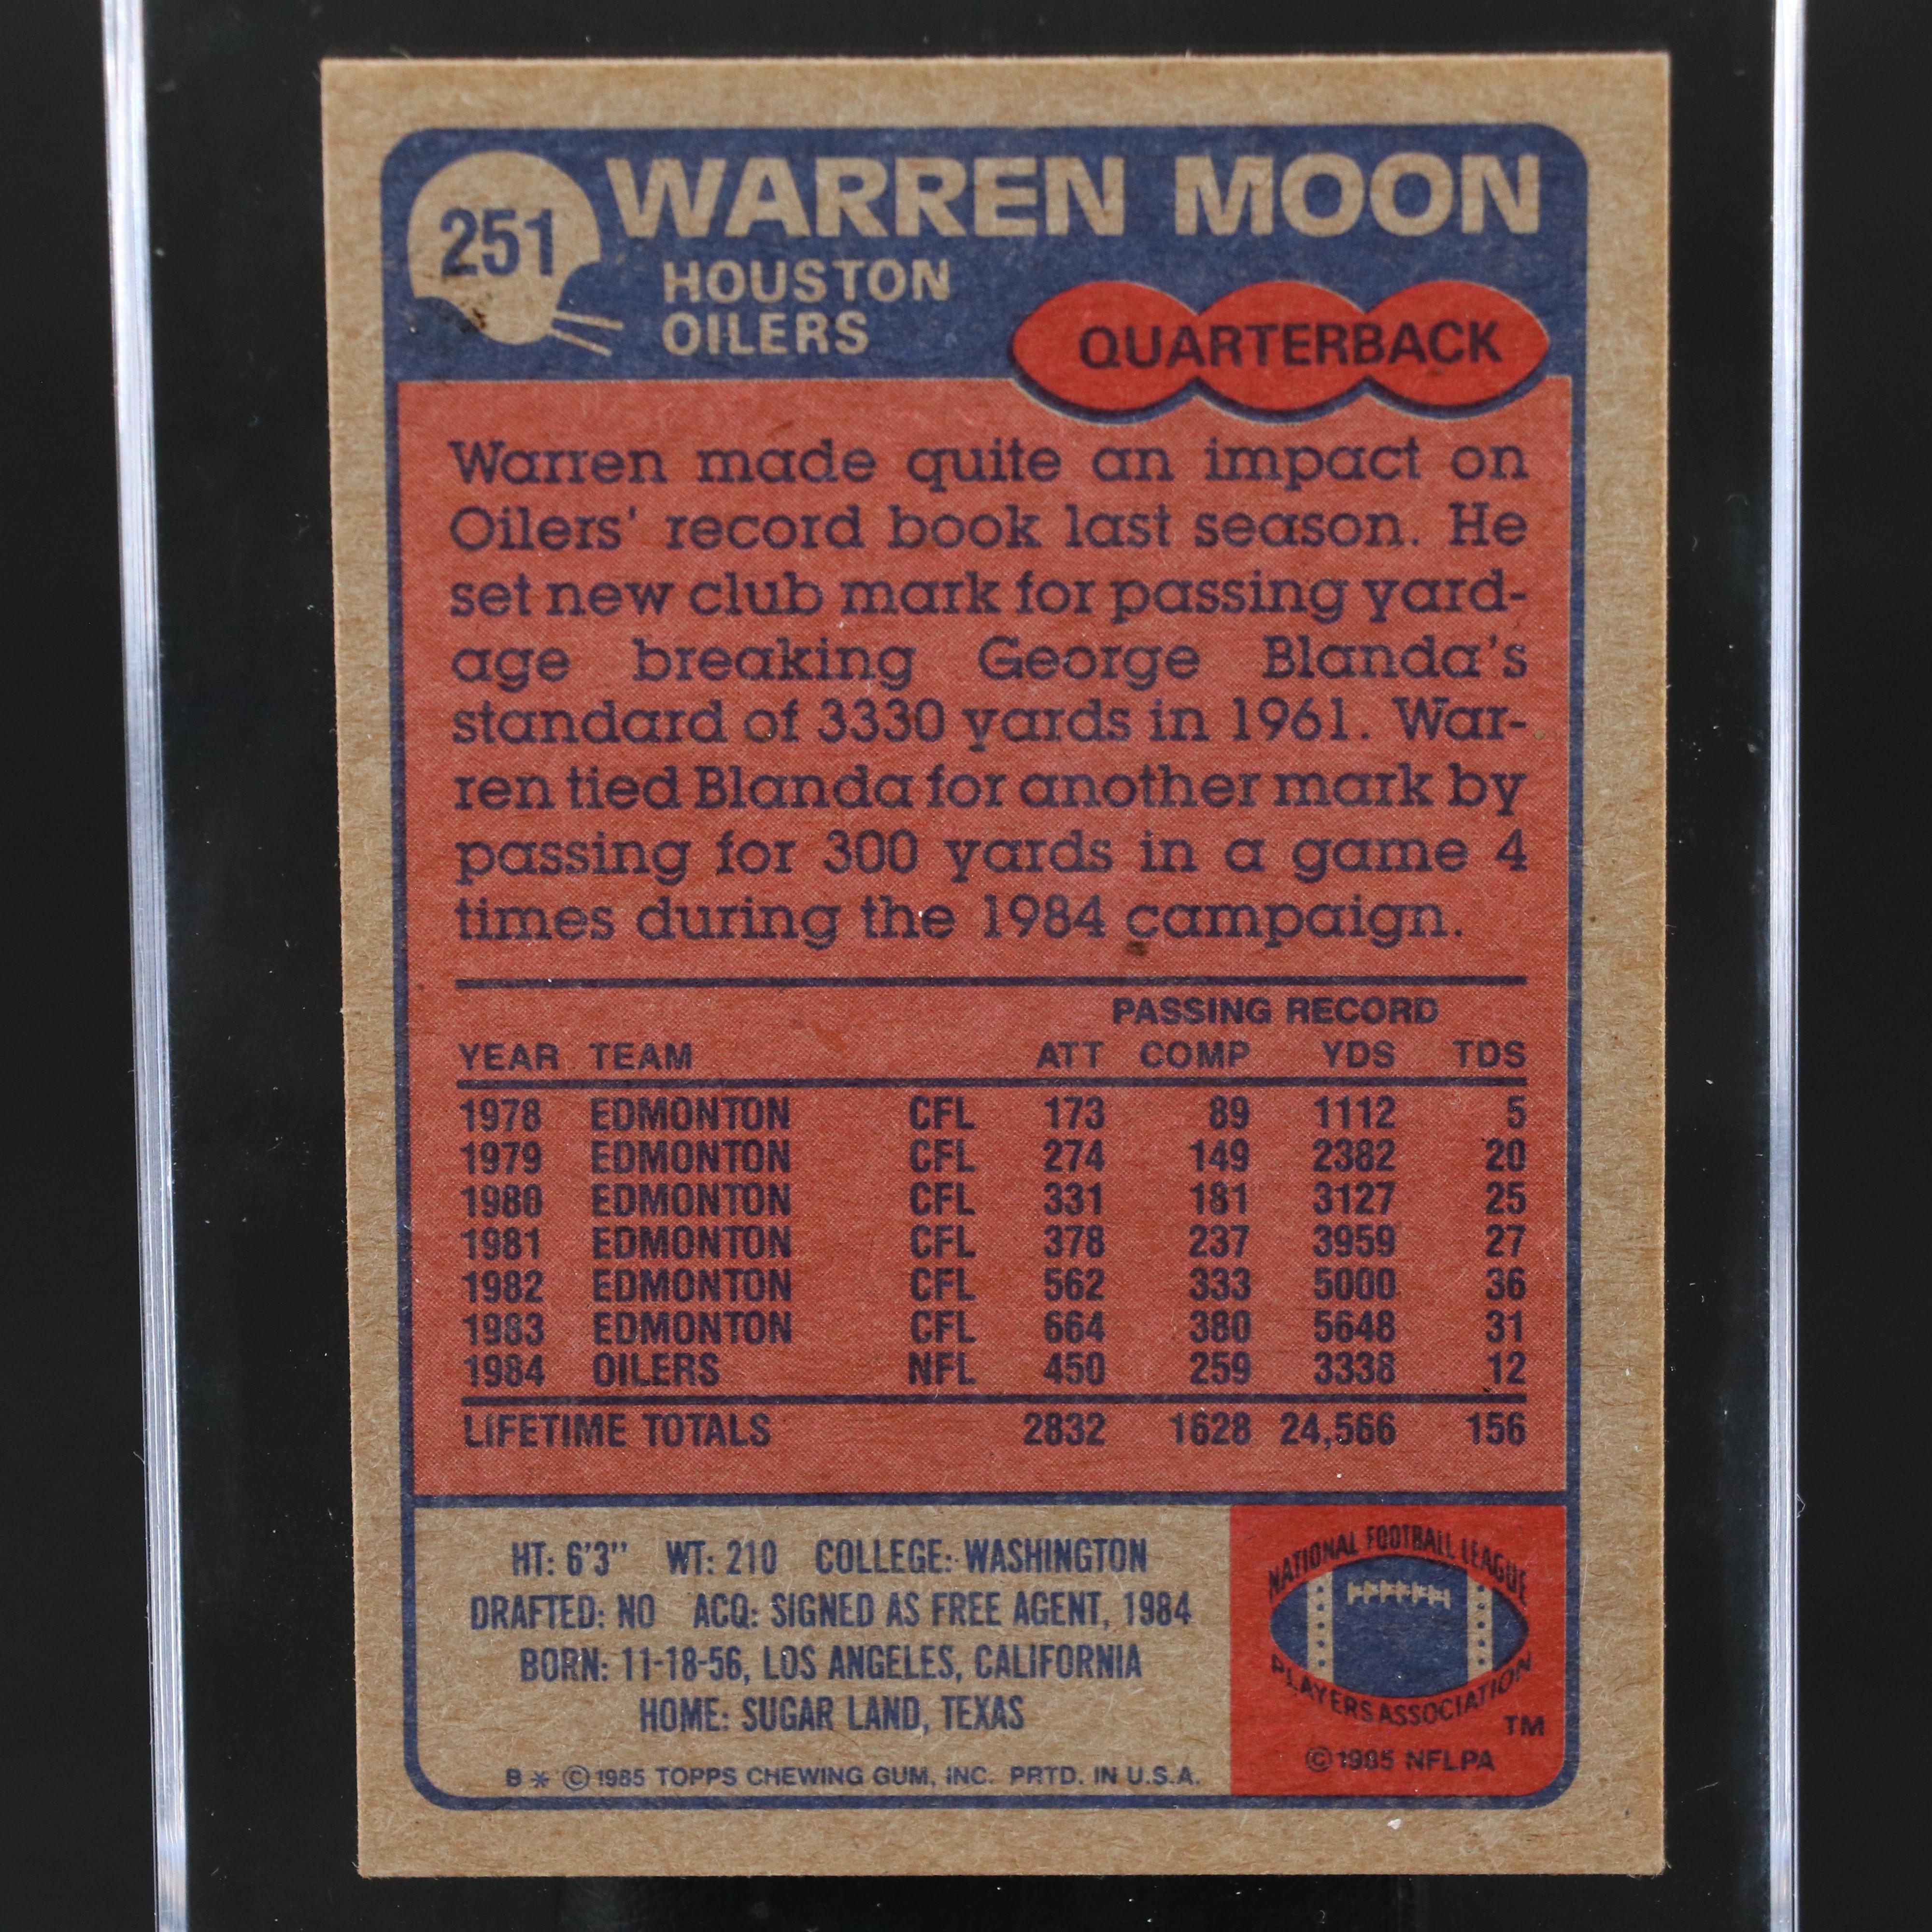 251 WARREN MOON
HOUSTON
OILERS
QUARTERBACK
Warren made quite an impact on
Oilers' record book last season. He
set new club mark for passing yard-
age breaking George Blanda's
standard of 3330 yards in 1961. War-
ren tied Blanda for another mark by
passing for 300 yards in a game 4
times during the 1984 campaign.
PASSING RECORD
YEAR TEAM ATT COMP YDS TDS
1978 EDMONTON CFL 173 89 1112 5
1979 EDMONTON CFL 274 149 2382 20
1980 EDMONTON CFL 331 181 3127 25
1981 EDMONTON CFL 378 237 3959 27
1982 EDMONTON CFL 562 333 5000 36
1983 EDMONTON CFL 664 380 5648 31
1984 OILERS NFL 450 259 3338 12
LIFETIME TOTALS 2832 1628 24,566 156
HT: 6'3" WT: 210 COLLEGE: WASHINGTON
DRAFTED: NO ACQ: SIGNED AS FREE AGENT, 1984
BORN: 11-18-56, LOS ANGELES, CALIFORNIA
HOME: SUGAR LAND, TEXAS
B * © 1985 TOPPS CHEWING GUM, INC. PRTD. IN U.S.A.
NATIONAL FOOTBALL LEAGUE
PLAYERS ASSOCIATION
TM
© 1985 NFLPA